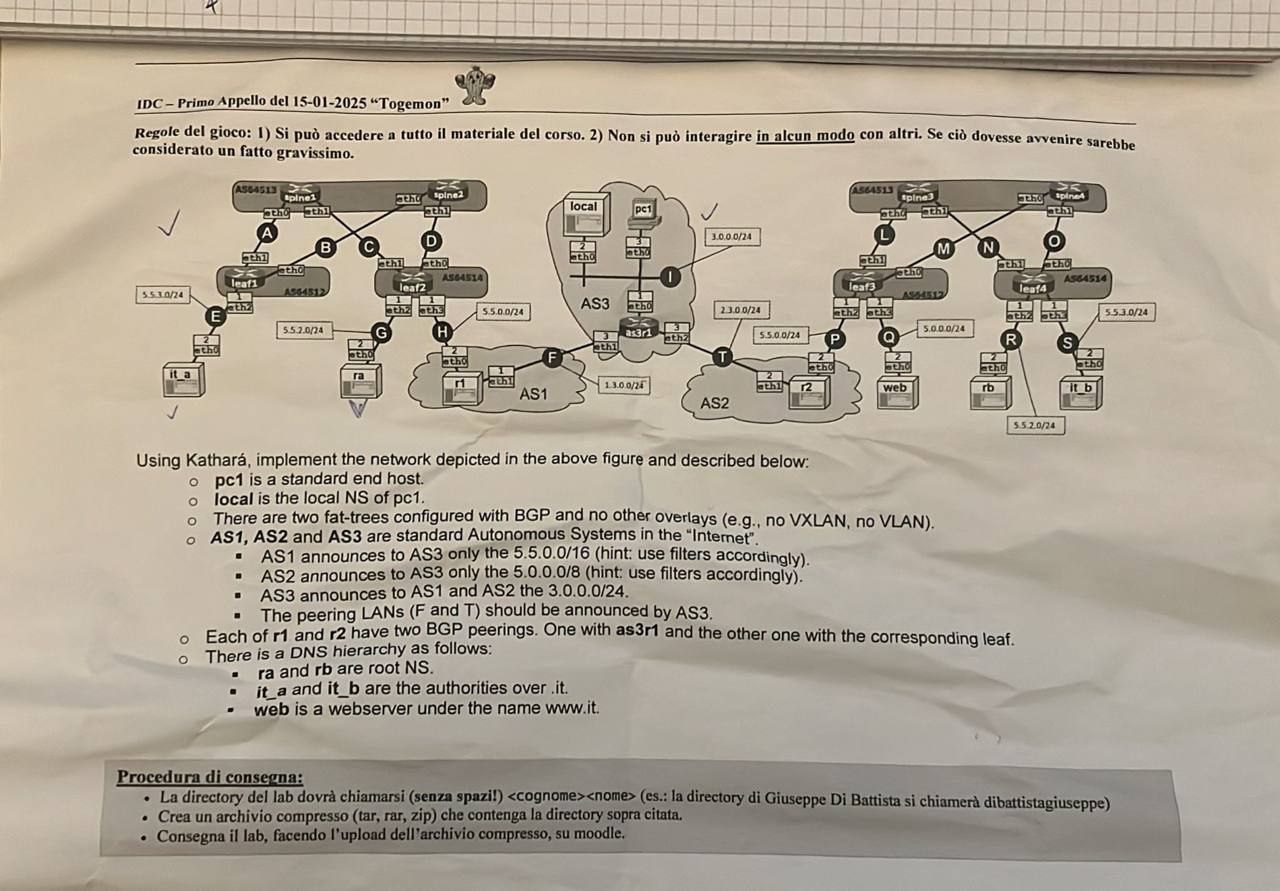 IDC – Primo Appello del 15-01-2025 “Togemon”
Regole del gioco: 1) Si può accedere a tutto il materiale del corso. 2) Non si può interagire in alcun modo con altri. Se ciò dovesse avvenire sarebbe
considerato un fatto gravissimo.
AS64513 spine1 spine2 eth0
eth0 eth1 eth1
A B C D
eth1 eth0 eth1 eth0
leaf1 AS64512 leaf2 AS64514
5.5.3.0/24 E 1 eth2 1 eth2 1 eth3
5.5.2.0/24 G H 5.5.0.0/24
2 eth0 2 eth0 2 eth0
it_a ra r1 1 eth1 AS1
local pc1
2 eth0 3 eth0 3.0.0.0/24
I
AS3 1 eth0
3 eth1 as3r1 3 eth2 2.3.0.0/24
F 1.3.0.0/24 T
AS2 2 eth1 r2 2 eth0
AS64513 spine3 spine4 eth0
eth0 eth1 eth1
L M N O
eth1 eth0 eth1 eth0
leaf3 AS64512 leaf4 AS64514
1 eth2 1 eth3 1 eth2 1 eth3
5.5.0.0/24 P Q 5.0.0.0/24 R S 5.5.3.0/24
2 eth0 2 eth0 2 eth0
web rb it_b
5.5.2.0/24
Using Kathará, implement the network depicted in the above figure and described below:
o pc1 is a standard end host.
o local is the local NS of pc1.
o There are two fat-trees configured with BGP and no other overlays (e.g., no VXLAN, no VLAN).
o AS1, AS2 and AS3 are standard Autonomous Systems in the “Internet”.
▪ AS1 announces to AS3 only the 5.5.0.0/16 (hint: use filters accordingly).
▪ AS2 announces to AS3 only the 5.0.0.0/8 (hint: use filters accordingly).
▪ AS3 announces to AS1 and AS2 the 3.0.0.0/24.
▪ The peering LANs (F and T) should be announced by AS3.
o Each of r1 and r2 have two BGP peerings. One with as3r1 and the other one with the corresponding leaf.
o There is a DNS hierarchy as follows:
▪ ra and rb are root NS.
▪ it_a and it_b are the authorities over .it.
▪ web is a webserver under the name www.it.
Procedura di consegna:
• La directory del lab dovrà chiamarsi (senza spazi!) <cognome><nome> (es.: la directory di Giuseppe Di Battista si chiamerà dibattistagiuseppe)
• Crea un archivio compresso (tar, rar, zip) che contenga la directory sopra citata.
• Consegna il lab, facendo l’upload dell’archivio compresso, su moodle.